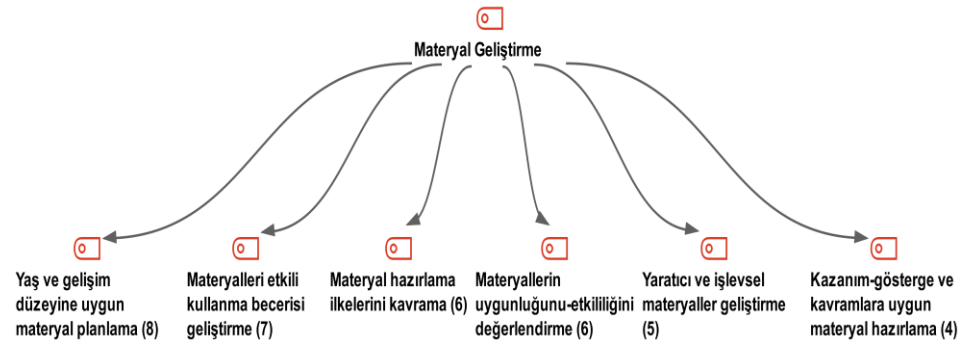 Materyal Geliştirme
Yaş ve gelişim
düzeyine uygun
materyal planlama (8)
Materyalleri etkili
kullanma becerisi
geliştirme (7)
Materyal hazırlama
ilkelerini kavrama (6)
Materyallerin
uygunluğunu-etkililiğini
değerlendirme (6)
Yaratıcı ve işlevsel
materyaller geliştirme
(5)
Kazanım-gösterge ve
kavramlara uygun
materyal hazırlama (4)